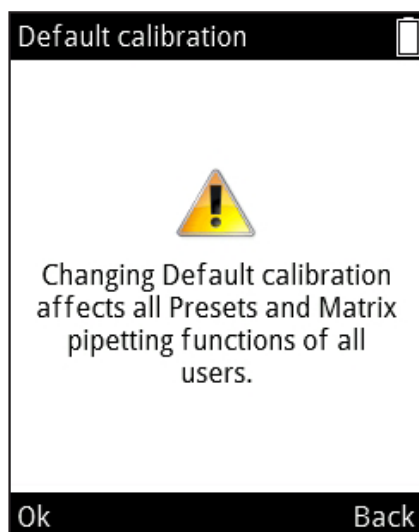 Default calibration
Changing Default calibration
affects all Presets and Matrix
pipetting functions of all
users.
Ok Back